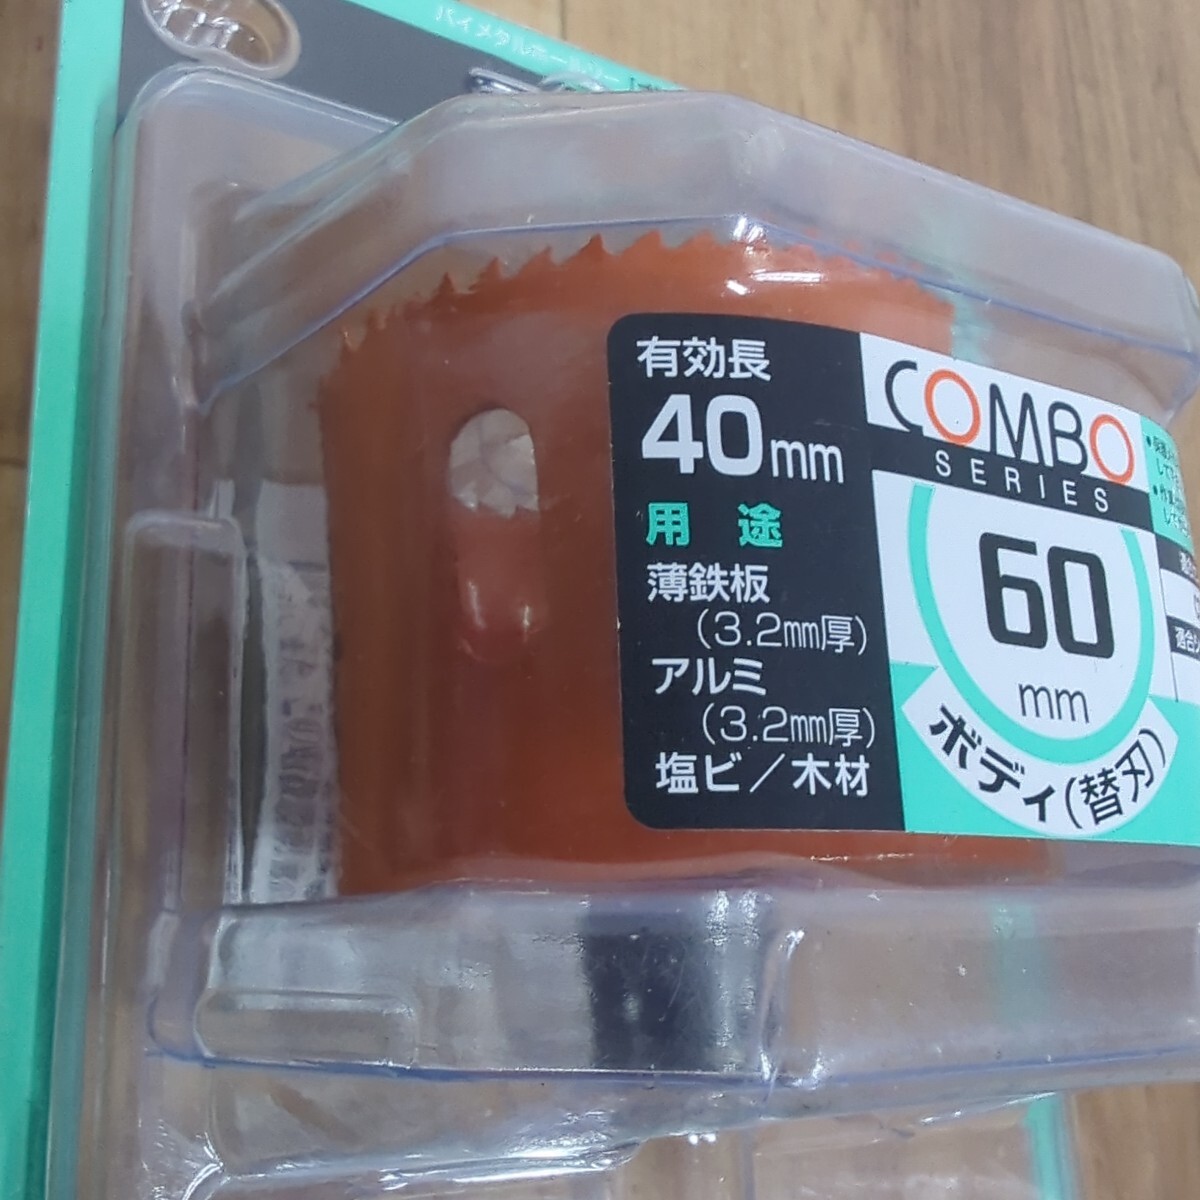 mm
有効長
40mm
用途
薄鉄板
(3.2mm厚)
アルミ
(3.2mm厚)
塩ビ／木材
COMBO
SERIES
60
mm
ボディ(替刃)